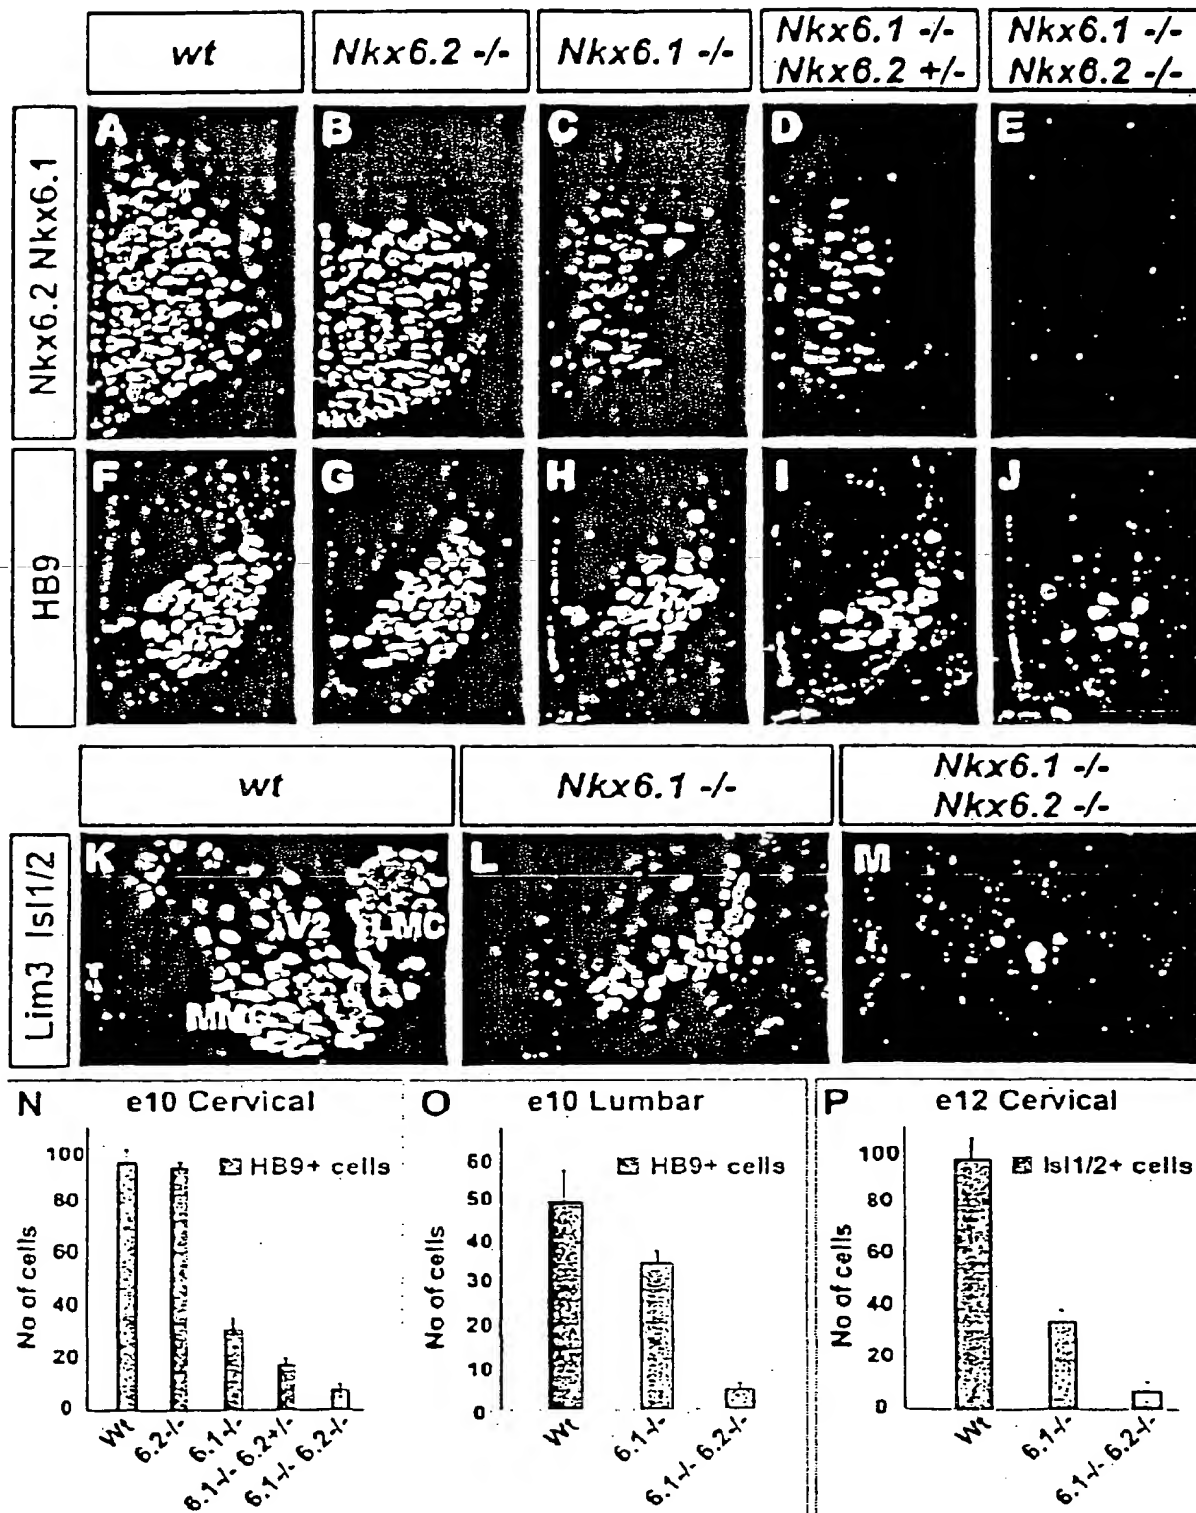 wt
Nkx6.2 -/-
Nkx6.1 -/-
Nkx6.1 -/-
Nkx6.2 +/-
Nkx6.1 -/-
Nkx6.2 -/-
Nkx6.2 Nkx6.1
A
B
C
D
E
HB9
F
G
H
I
J
wt
Nkx6.1 -/-
Nkx6.1 -/-
Nkx6.2 -/-
Lim3 Isl1/2
K
V2
LMC
MMC
L
M
N e10 Cervical
HB9+ cells
No of cells
100
80
60
40
20
0
Wt
6.2-/-
6.1-/-
6.1-/- 6.2+/-
6.1-/- 6.2-/-
O e10 Lumbar
HB9+ cells
No of cells
60
50
40
30
20
10
0
Wt
6.1-/-
6.1-/- 6.2-/-
P e12 Cervical
Isl1/2+ cells
No of cells
100
80
60
40
20
0
Wt
6.1-/-
6.1-/- 6.2-/-